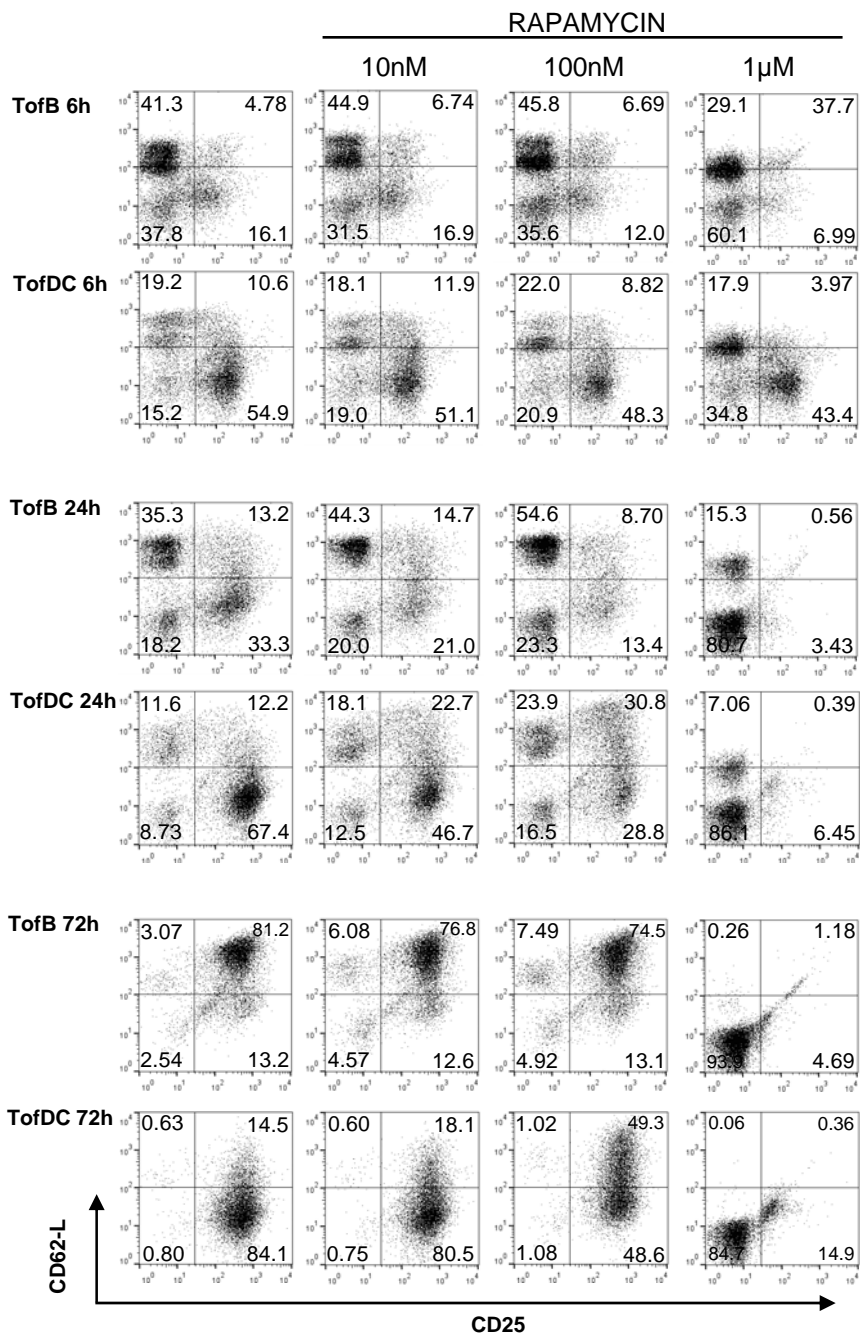 RAPAMYCIN
10nM 100nM 1µM
TofB 6h
41.3 4.78 44.9 6.74 45.8 6.69 29.1 37.7
37.8 16.1 31.5 16.9 35.6 12.0 60.1 6.99
TofDC 6h
19.2 10.6 18.1 11.9 22.0 8.82 17.9 3.97
15.2 54.9 19.0 51.1 20.9 48.3 34.8 43.4
TofB 24h
35.3 13.2 44.3 14.7 54.6 8.70 15.3 0.56
18.2 33.3 20.0 21.0 23.3 13.4 80.7 3.43
TofDC 24h
11.6 12.2 18.1 22.7 23.9 30.8 7.06 0.39
8.73 67.4 12.5 46.7 16.5 28.8 86.1 6.45
TofB 72h
3.07 81.2 6.08 76.8 7.49 74.5 0.26 1.18
2.54 13.2 4.57 12.6 4.92 13.1 93.9 4.69
TofDC 72h
0.63 14.5 0.60 18.1 1.02 49.3 0.06 0.36
0.80 84.1 0.75 80.5 1.08 48.6 84.7 14.9
CD62-L
CD25